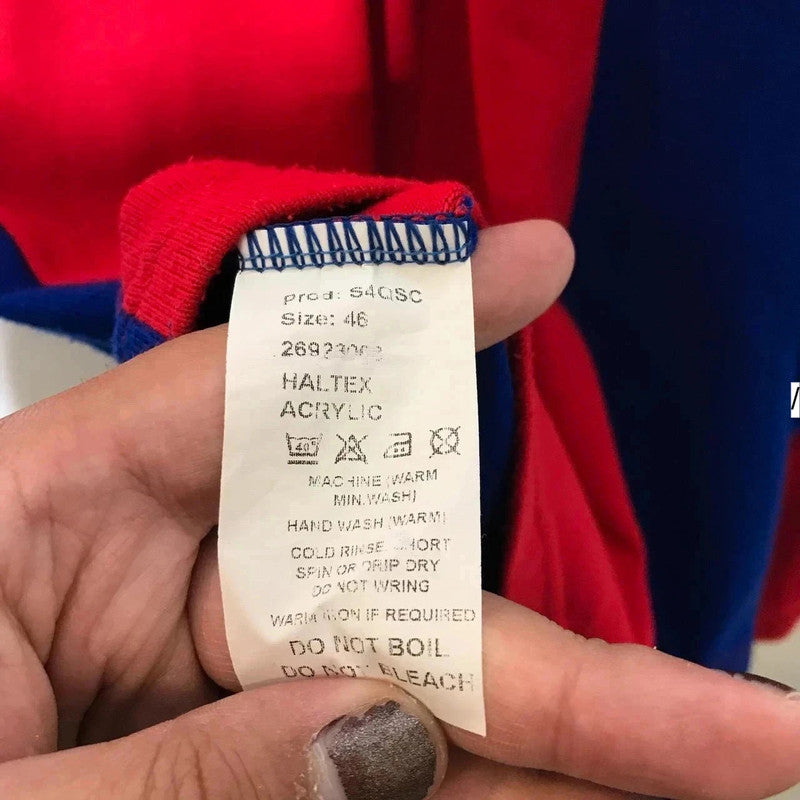 prod: S4QSC
Size: 46
HALTEX
ACRYLIC
40°
MACHINE (WARM
MIN.WASH)
HAND WASH (WARM)
COLD RINSE. SHORT
SPIN OR DRIP DRY
DO NOT WRING
WARM IRON IF REQUIRED
DO NOT BOIL
DO NOT BLEACH